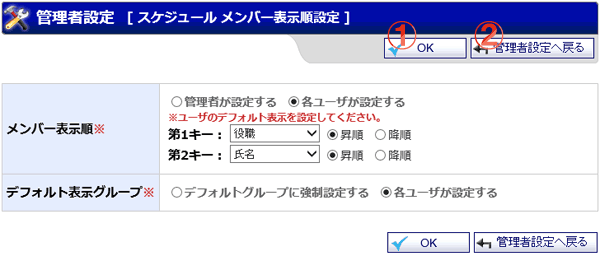 管理者設定 [ スケジュール メンバー表示順設定 ]
① OK ② 管理者設定へ戻る
メンバー表示順※
管理者が設定する 各ユーザが設定する
※ユーザのデフォルト表示を設定してください。
第1キー： 役職 昇順 降順
第2キー： 氏名 昇順 降順
デフォルト表示グループ※ デフォルトグループに強制設定する 各ユーザが設定する
OK 管理者設定へ戻る